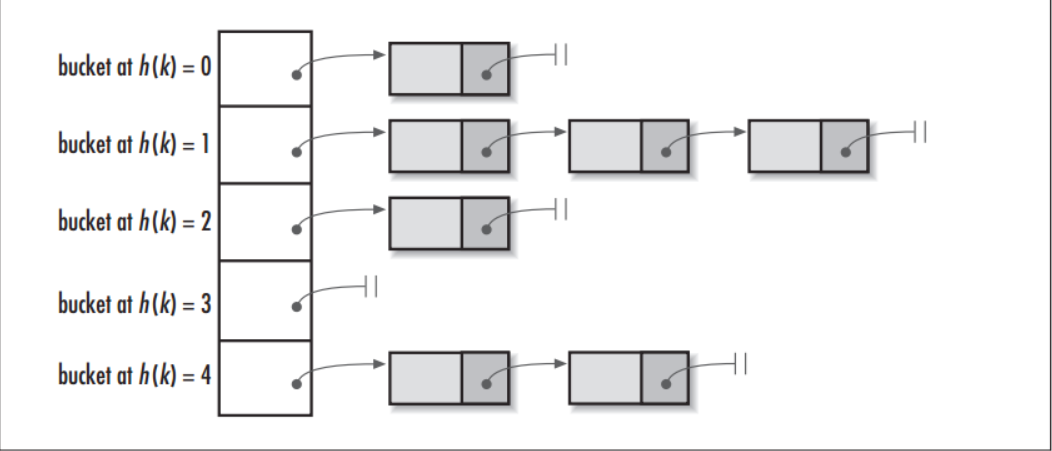 bucket at h(k) = 0
bucket at h(k) = 1
bucket at h(k) = 2
bucket at h(k) = 3
bucket at h(k) = 4